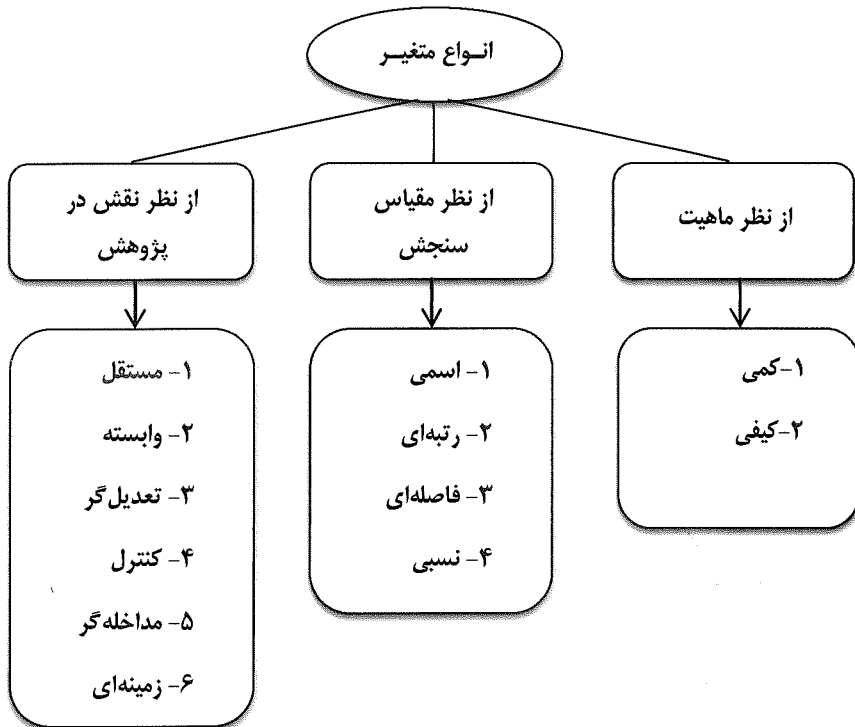 انـواع متغیـر
از نظر ماهیت
۱-کمی
۲-کیفی
از نظر مقیاس
سنجش
۱- اسمی
۲- رتبه‌ای
۳- فاصله‌ای
۴- نسبی
از نظر نقش در
پژوهش
۱- مستقل
۲- وابسته
۳- تعدیل‌گر
۴- کنترل
۵- مداخله‌گر
۶- زمینه‌ای